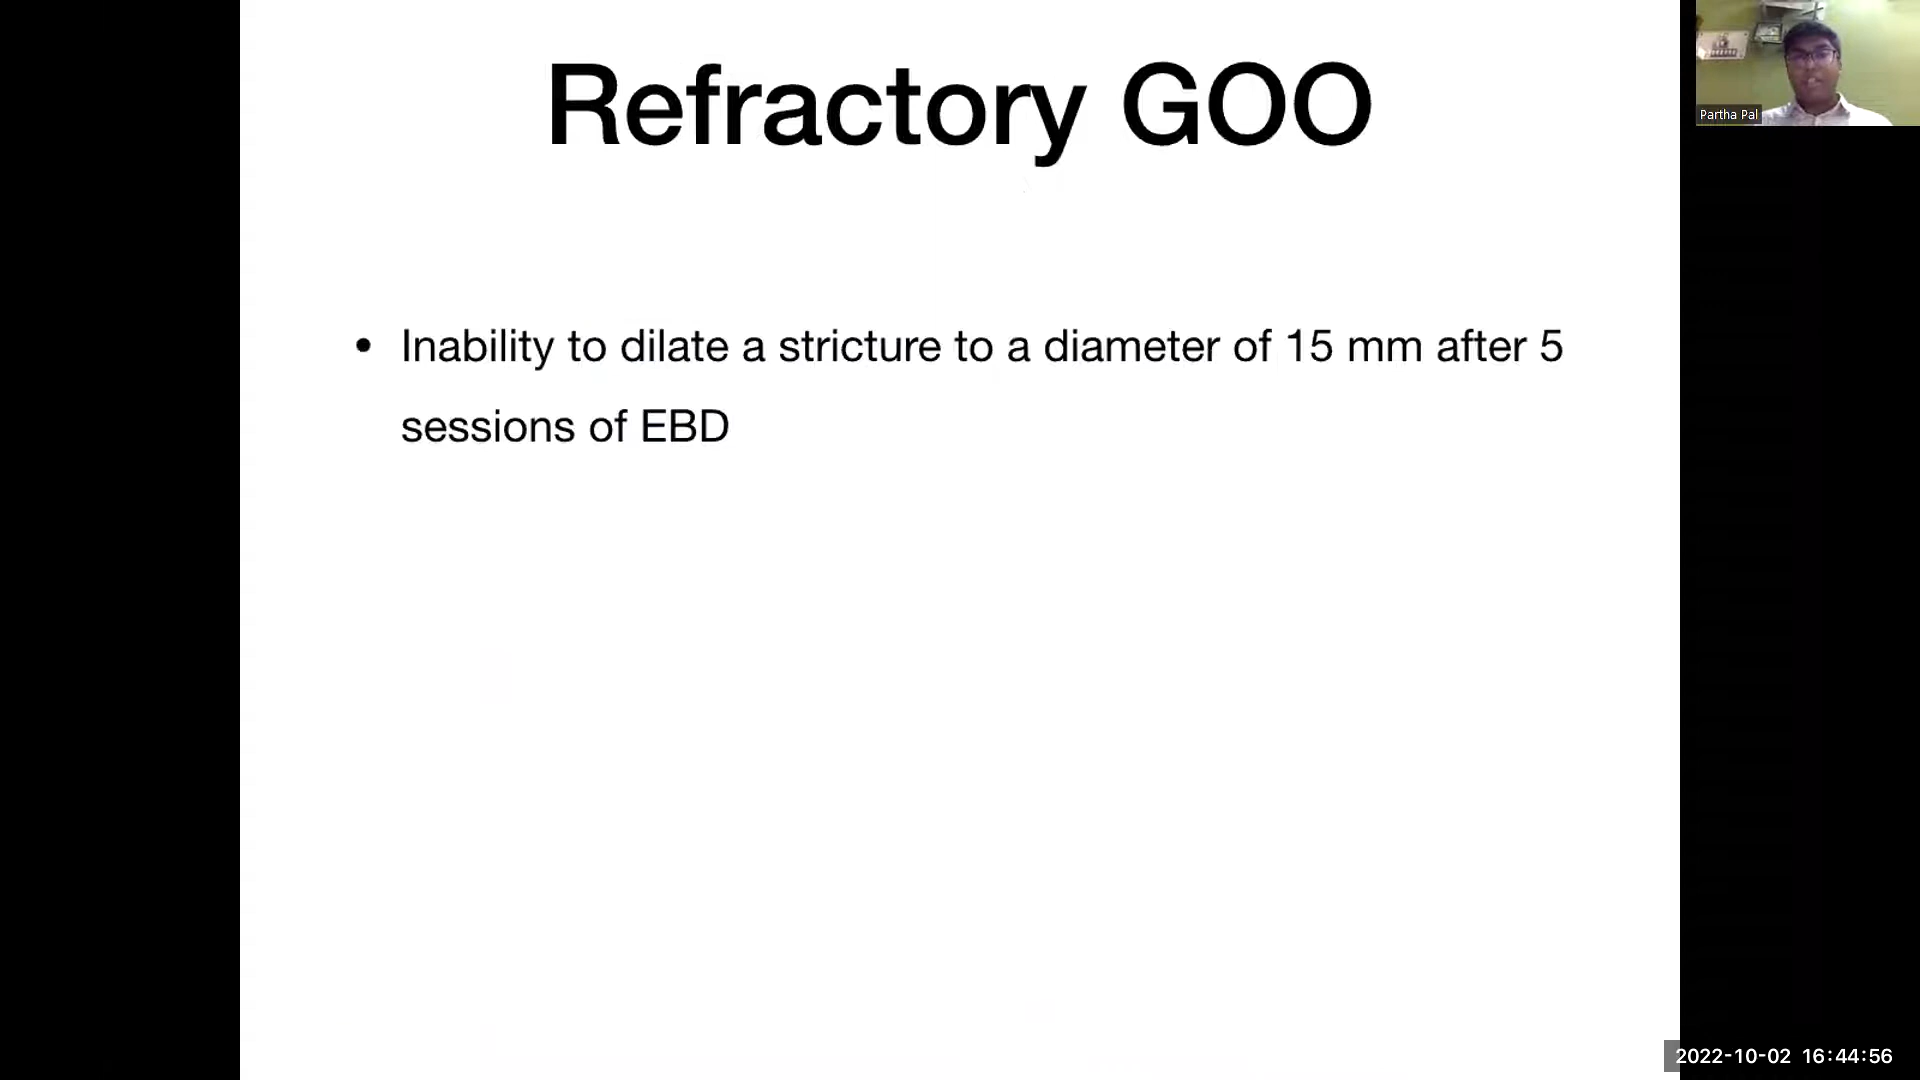 Refractory GOO
Partha Pal
• Inability to dilate a stricture to a diameter of 15 mm after 5
sessions of EBD
2022-10-02 16:44:56